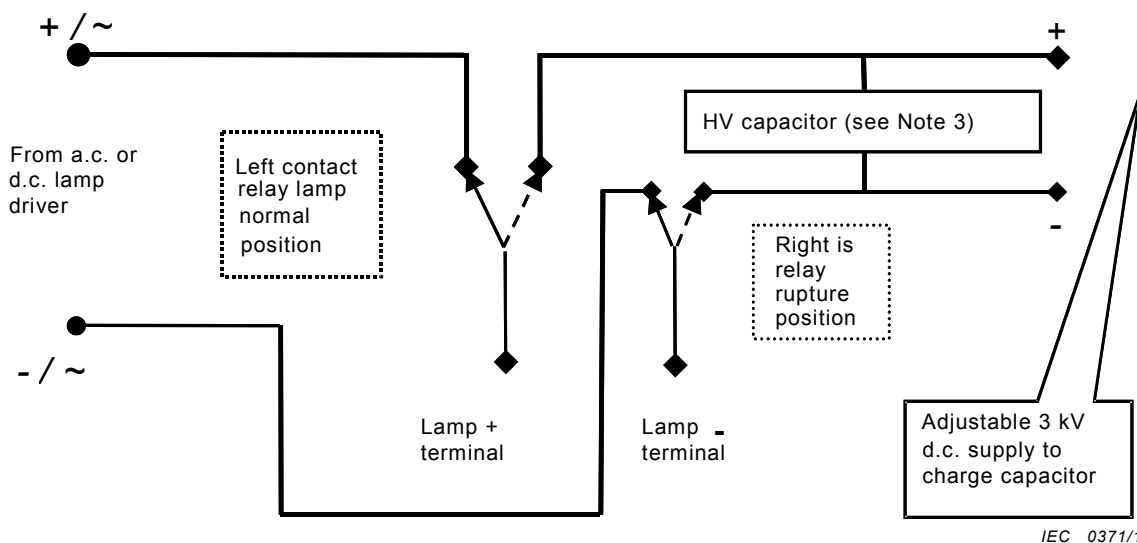 + / ~
+
HV capacitor (see Note 3)
From a.c. or
d.c. lamp
driver
Left contact
relay lamp
normal
position
-
Right is
relay
rupture
position
- / ~
Lamp +
terminal
Lamp -
terminal
Adjustable 3 kV
d.c. supply to
charge capacitor
IEC 0371/1